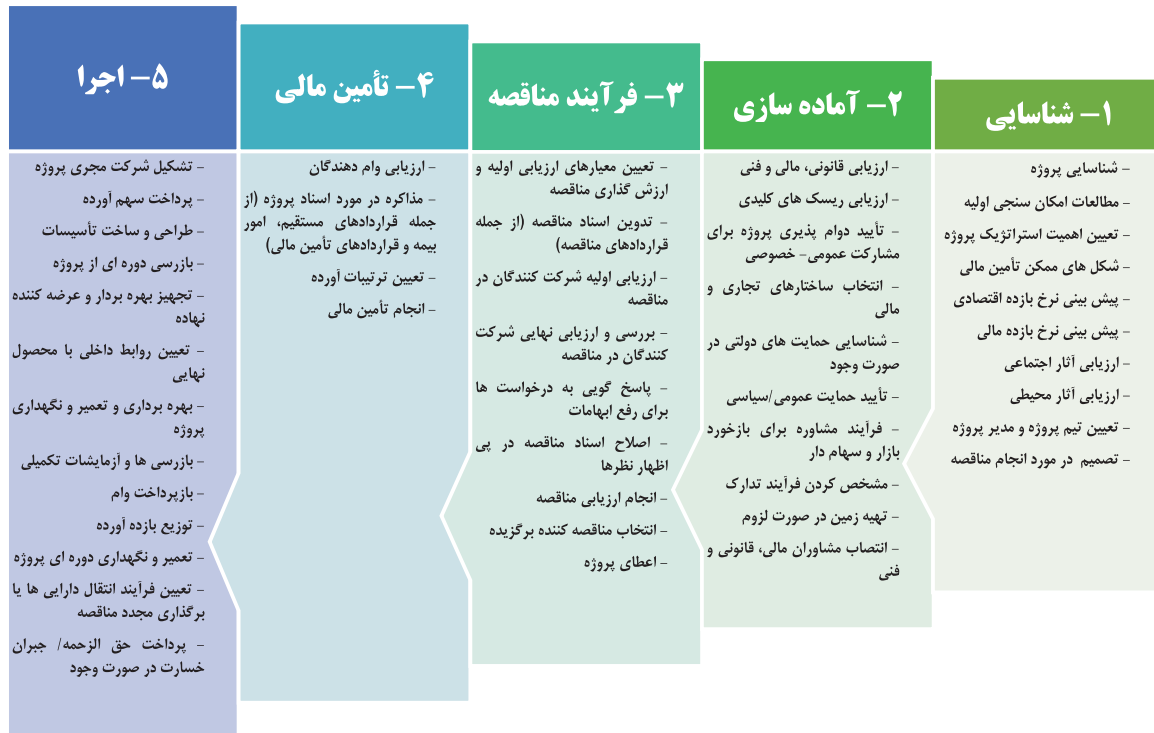 ۱- شناسایی
- شناسایی پروژه
- مطالعات امکان سنجی اولیه
- تعیین اهمیت استراتژیک پروژه
- شکل های ممکن تأمین مالی
- پیش بینی نرخ بازده اقتصادی
- پیش بینی نرخ بازده مالی
- ارزیابی آثار اجتماعی
- ارزیابی آثار محیطی
- تعیین تیم پروژه و مدیر پروژه
- تصمیم در مورد انجام مناقصه
۲- آماده سازی
- ارزیابی قانونی، مالی و فنی
- ارزیابی ریسک های کلیدی
- تأیید دوام پذیری پروژه برای
مشارکت عمومی- خصوصی
- انتخاب ساختارهای تجاری و
مالی
- شناسایی حمایت های دولتی در
صورت وجود
- تأیید حمایت عمومی/سیاسی
- فرآیند مشاوره برای بازخورد
بازار و سهام دار
- مشخص کردن فرآیند تدارک
- تهیه زمین در صورت لزوم
- انتصاب مشاوران مالی، قانونی و
فنی
۳- فرآیند مناقصه
- تعیین معیارهای ارزیابی اولیه و
ارزش گذاری مناقصه
- تدوین اسناد مناقصه (از جمله
قراردادهای مناقصه)
- ارزیابی اولیه شرکت کنندگان در
مناقصه
- بررسی و ارزیابی نهایی شرکت
کنندگان در مناقصه
- پاسخ گویی به درخواست ها
برای رفع ابهامات
- اصلاح اسناد مناقصه در پی
اظهار نظرها
- انجام ارزیابی مناقصه
- انتخاب مناقصه کننده برگزیده
- اعطای پروژه
۴- تأمین مالی
- ارزیابی وام دهندگان
- مذاکره در مورد اسناد پروژه (از
جمله قراردادهای مستقیم، امور
بیمه و قراردادهای تأمین مالی)
- تعیین ترتیبات آورده
- انجام تأمین مالی
۵- اجرا
- تشکیل شرکت مجری پروژه
- پرداخت سهم آورده
- طراحی و ساخت تأسیسات
- بازرسی دوره ای از پروژه
- تجهیز بهره بردار و عرضه کننده
نهاده
- تعیین روابط داخلی با محصول
نهایی
- بهره برداری و تعمیر و نگهداری
پروژه
- بازرسی ها و آزمایشات تکمیلی
- بازپرداخت وام
- توزیع بازده آورده
- تعمیر و نگهداری دوره ای پروژه
- تعیین فرآیند انتقال دارایی ها یا
برگذاری مجدد مناقصه
- پرداخت حق الزحمه/ جبران
خسارت در صورت وجود